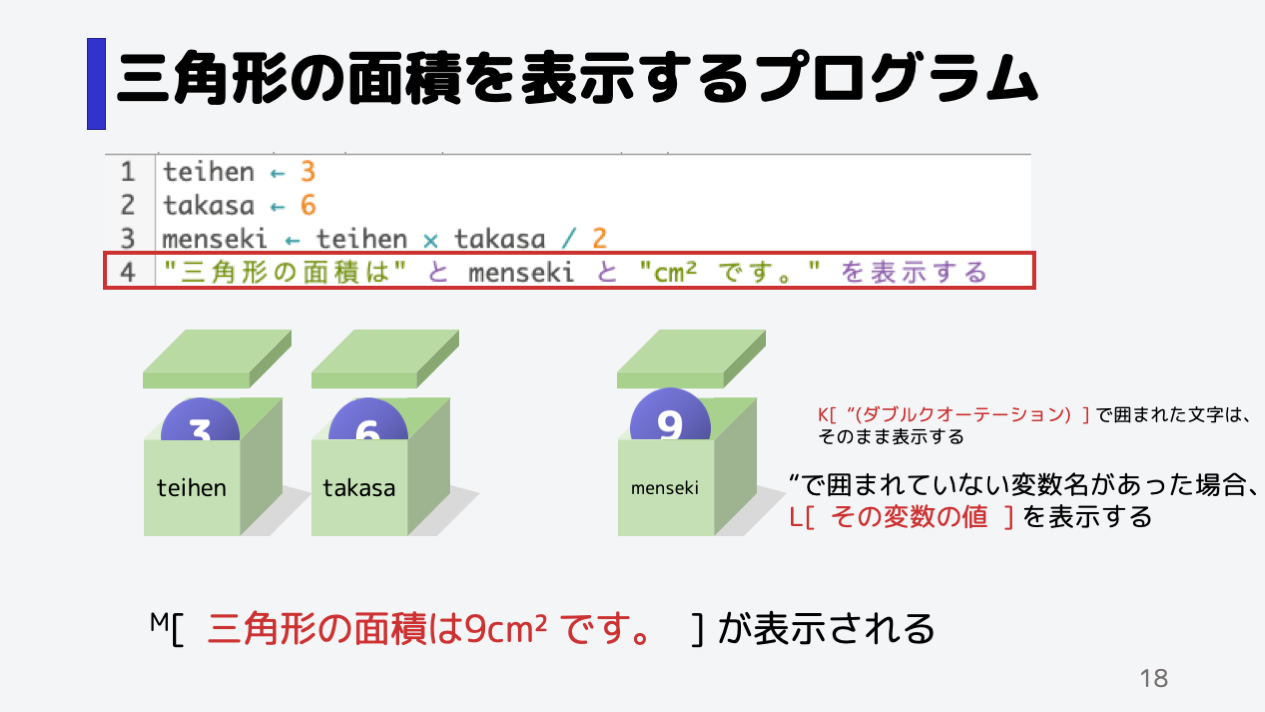 三角形の面積を表示するプログラム
1 teihen ← 3
2 takasa ← 6
3 menseki ← teihen × takasa / 2
4 "三角形の面積は" と menseki と "cm² です。" を表示する
3
6
9
teihen
takasa
menseki
K[ “(ダブルクオーテーション) ] で囲まれた文字は、
そのまま表示する
“で囲まれていない変数名があった場合、
L[ その変数の値 ] を表示する
M[ 三角形の面積は9cm² です。 ] が表示される
18